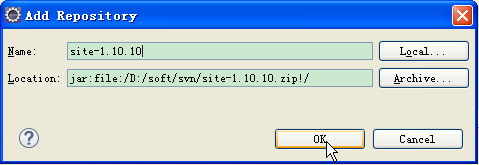 Add Repository
Name: site-1.10.10 Local...
Location: jar:file:/D:/soft/svn/site-1.10.10.zip!/ Archive...
? OK Cancel